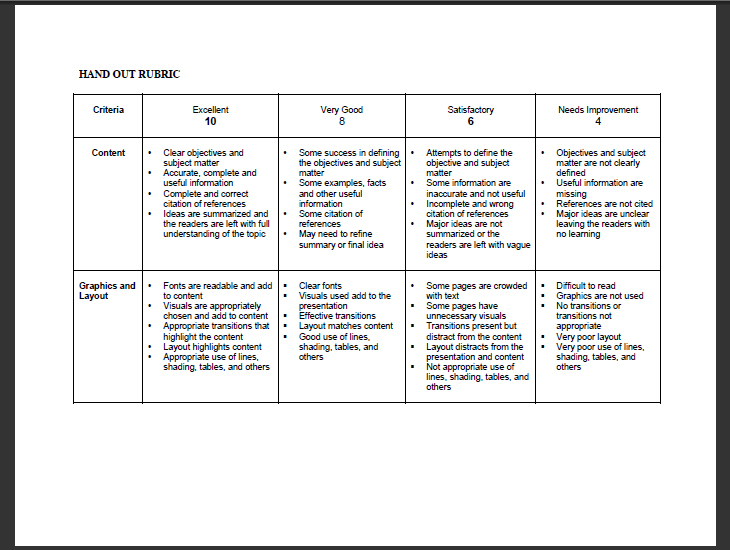 HAND OUT RUBRIC
Criteria
Excellent
10
Very Good
8
Satisfactory
6
Needs Improvement
4
Content
• Clear objectives and
subject matter
• Accurate, complete and
useful information
• Complete and correct
citation of references
• Ideas are summarized and
the readers are left with full
understanding of the topic
• Some success in defining
the objectives and subject
matter
• Some examples, facts
and other useful
information
• Some citation of
references
• May need to refine
summary or final idea
• Attempts to define the
objective and subject
matter
• Some information are
inaccurate and not useful
• Incomplete and wrong
citation of references
• Major ideas are not
summarized or the
readers are left with vague
ideas
• Objectives and subject
matter are not clearly
defined
• Useful information are
missing
• References are not cited
• Major ideas are unclear
leaving the readers with
no learning
Graphics and
Layout
• Fonts are readable and add
to content
• Visuals are appropriately
chosen and add to content
• Appropriate transitions that
highlight the content
• Layout highlights content
• Appropriate use of lines,
shading, tables, and others
▪ Clear fonts
▪ Visuals used add to the
presentation
▪ Effective transitions
▪ Layout matches content
▪ Good use of lines,
shading, tables, and
others
• Some pages are crowded
with text
▪ Some pages have
unnecessary visuals
▪ Transitions present but
distract from the content
▪ Layout distracts from the
presentation and content
▪ Not appropriate use of
lines, shading, tables, and
others
▪ Difficult to read
▪ Graphics are not used
▪ No transitions or
transitions not
appropriate
▪ Very poor layout
▪ Very poor use of lines,
shading, tables, and
others